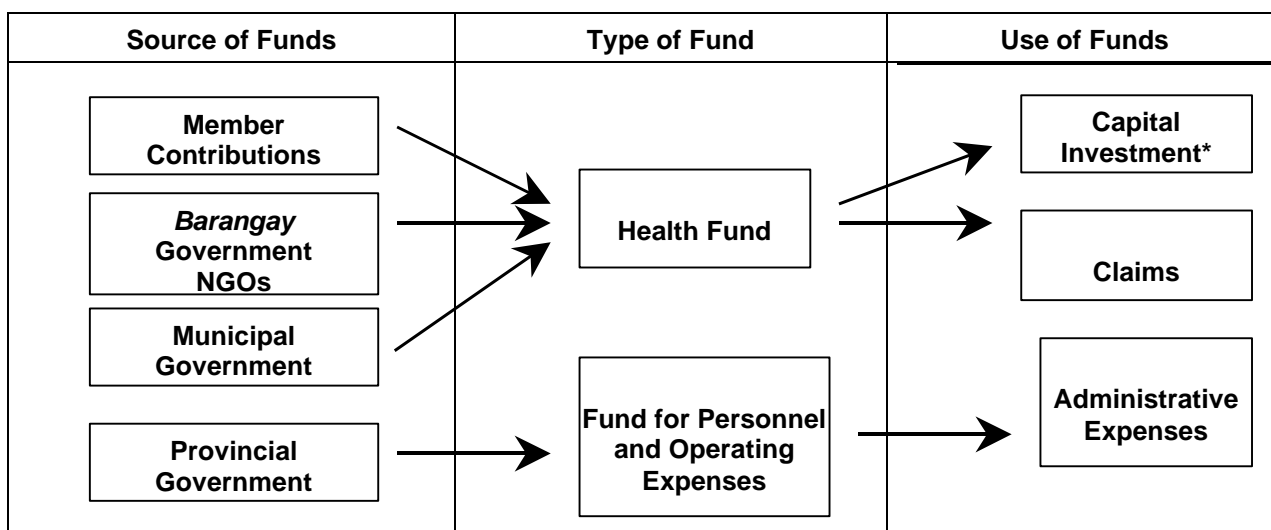 Source of Funds
Type of Fund
Use of Funds
Member
Contributions
Barangay
Government
NGOs
Municipal
Government
Provincial
Government
Health Fund
Fund for Personnel
and Operating
Expenses
Capital
Investment*
Claims
Administrative
Expenses